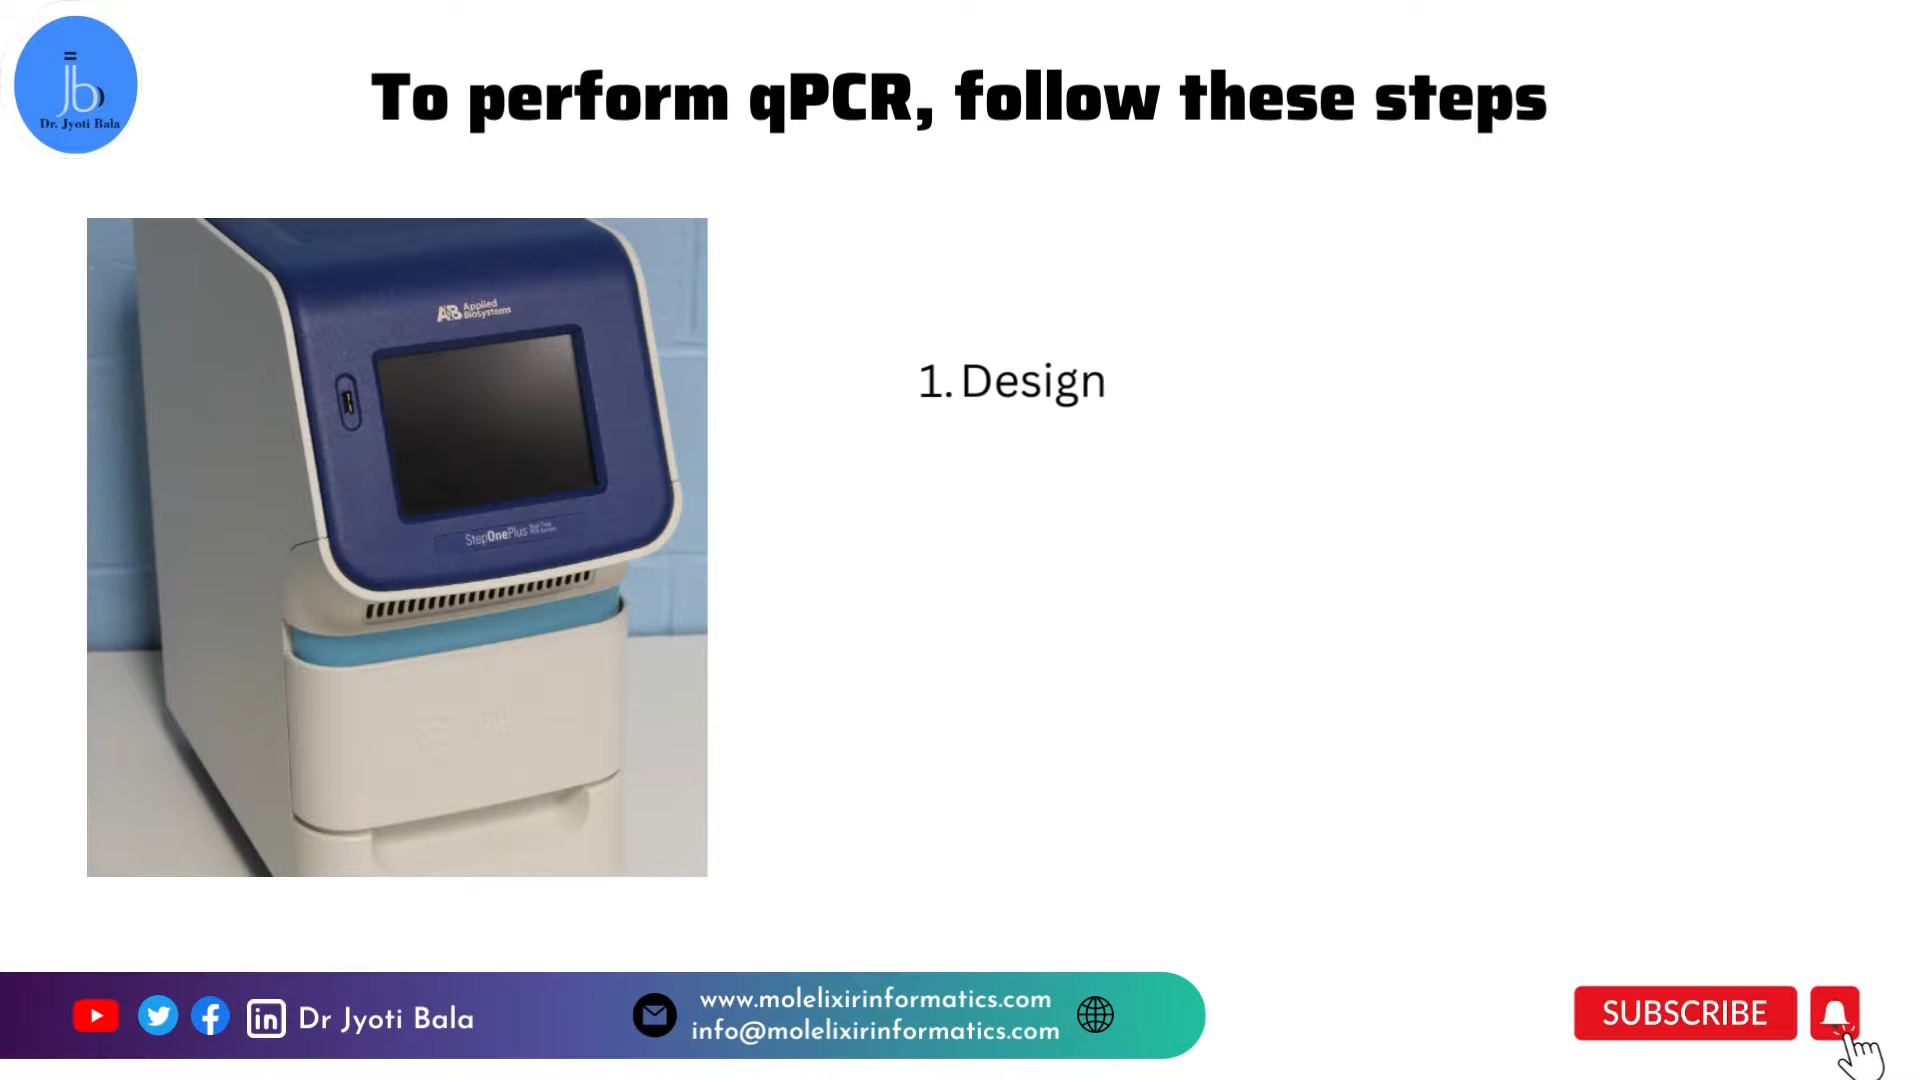 Dr. Jyoti Bala
To perform qPCR, follow these steps
Applied
Biosystems
StepOnePlus
1. Design
Dr Jyoti Bala
www.molelixirinformatics.com
info@molelixirinformatics.com
SUBSCRIBE